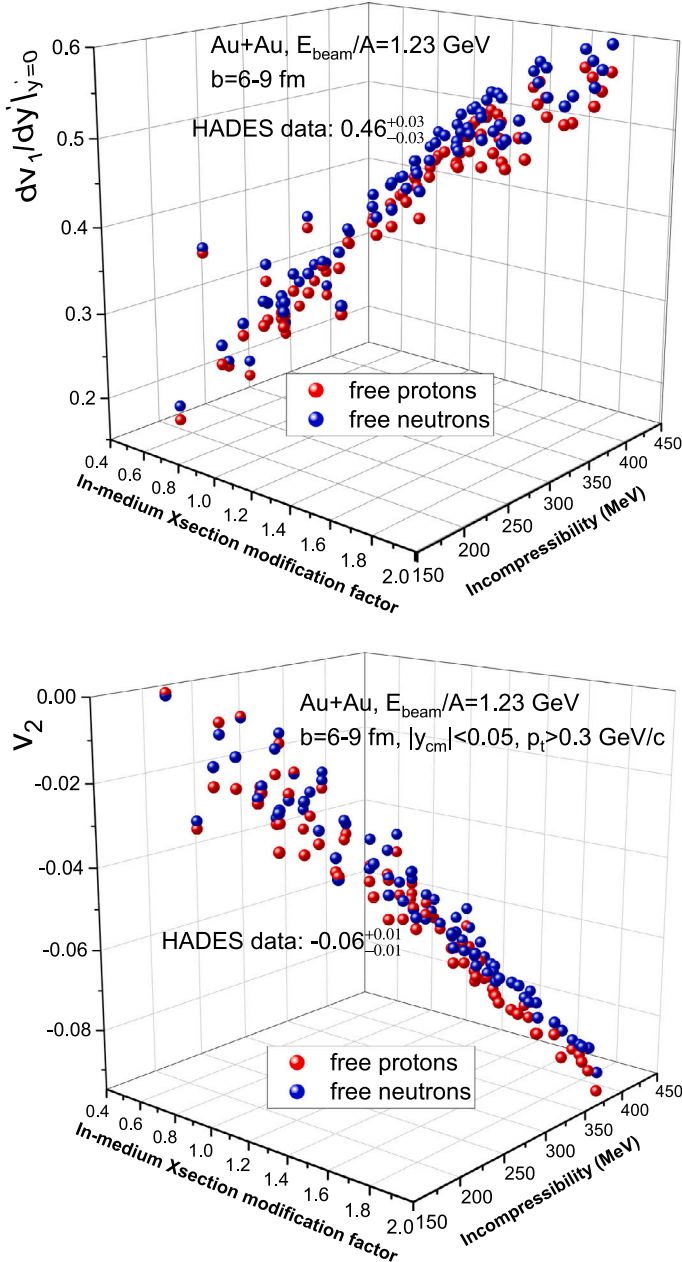 0.6
0.5
0.4
0.3
0.2
dv₁/dy'|y'=0
Au+Au, E_beam/A=1.23 GeV
b=6-9 fm
HADES data: 0.46 +0.03 −0.03
free protons
free neutrons
0.4 0.6 0.8 1.0 1.2 1.4 1.6 1.8 2.0
In-medium Xsection modification factor
150 200 250 300 350 400 450
Incompressibility (MeV)
0.00
-0.02
-0.04
-0.06
-0.08
v₂
Au+Au, E_beam/A=1.23 GeV
b=6-9 fm, |y_cm|<0.05, p_t>0.3 GeV/c
HADES data: -0.06 +0.01 −0.01
free protons
free neutrons
0.4 0.6 0.8 1.0 1.2 1.4 1.6 1.8 2.0
In-medium Xsection modification factor
150 200 250 300 350 400 450
Incompressibility (MeV)